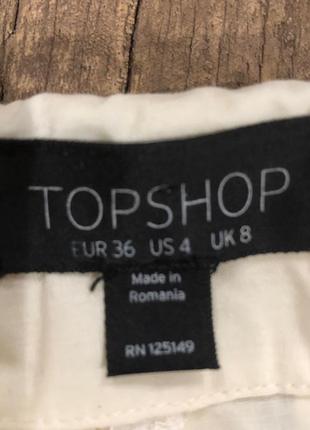 TOPSHOP
EUR 36 US 4 UK 8
Made in
Romania
RN 125149